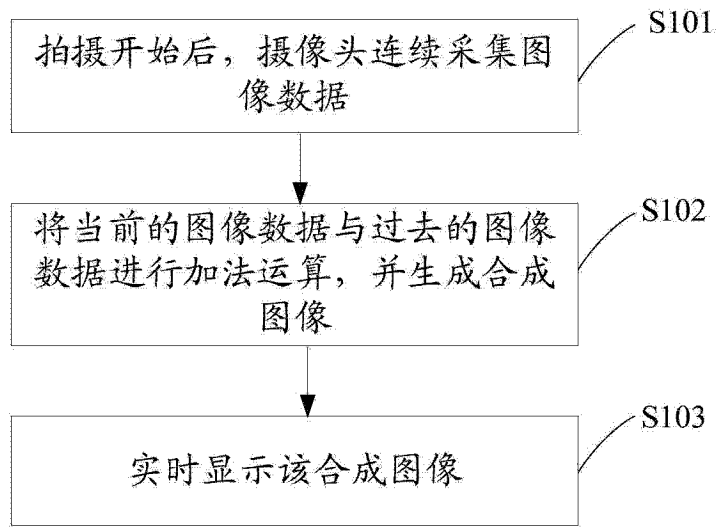 S101
拍摄开始后，摄像头连续采集图
像数据
S102
将当前的图像数据与过去的图像
数据进行加法运算，并生成合成
图像
S103
实时显示该合成图像